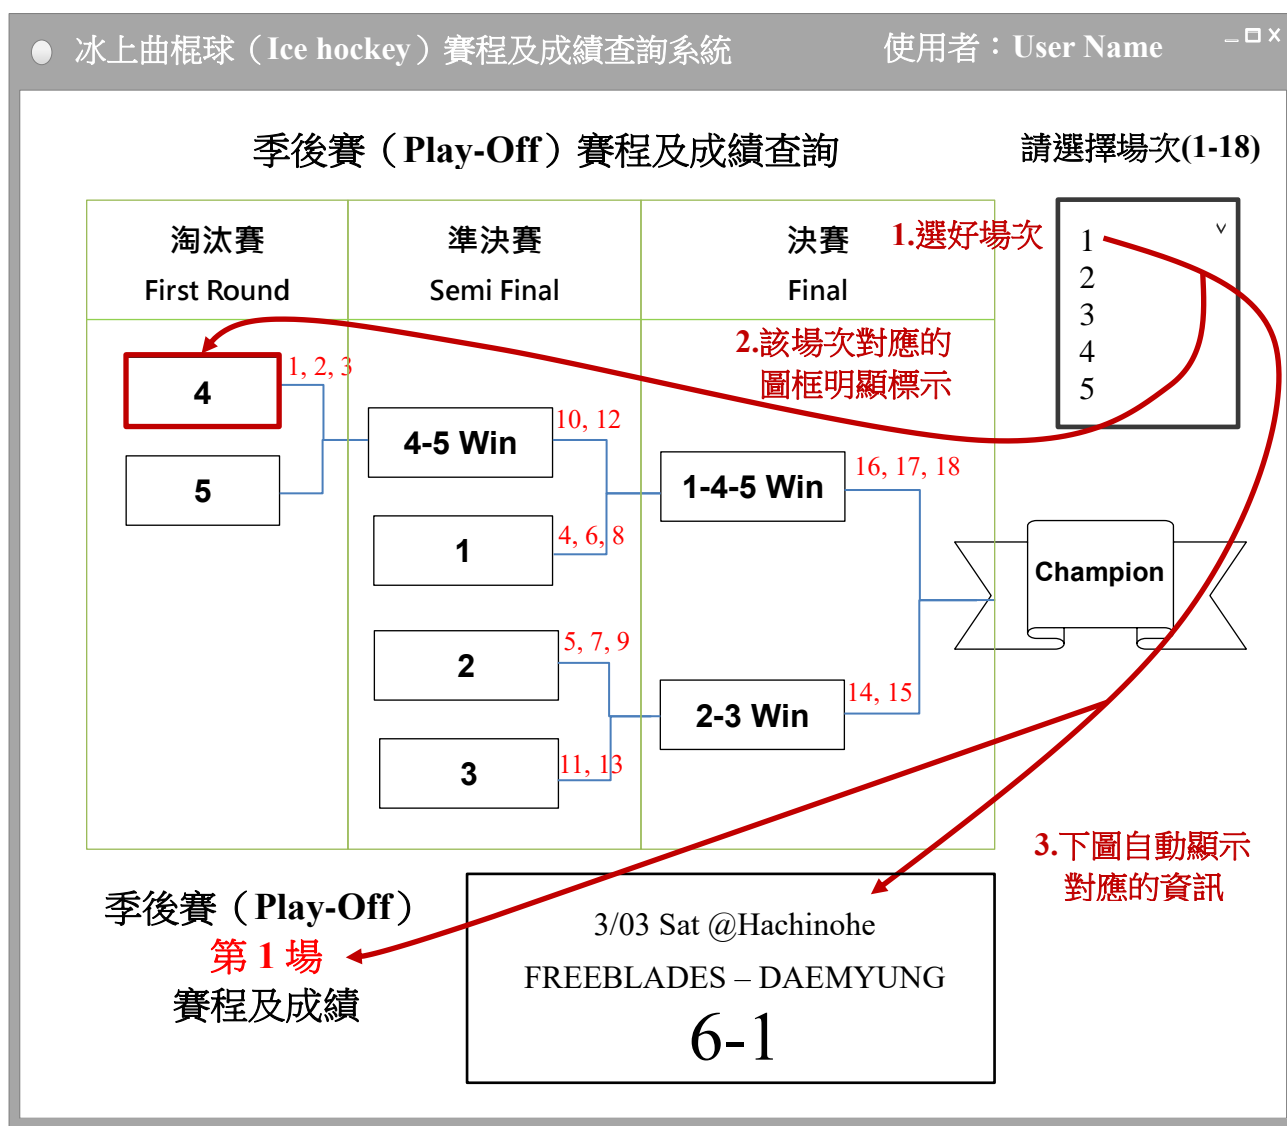 冰上曲棍球（Ice hockey）賽程及成績查詢系統
使用者：User Name
季後賽（Play-Off）賽程及成績查詢
請選擇場次(1-18)
淘汰賽
First Round
準決賽
Semi Final
決賽
Final
1.選好場次
1
2
3
4
5
2.該場次對應的
圖框明顯標示
4
1, 2, 3
5
4-5 Win
10, 12
1
4, 6, 8
2
5, 7, 9
3
11, 13
1-4-5 Win
16, 17, 18
2-3 Win
14, 15
Champion
3.下圖自動顯示
對應的資訊
季後賽（Play-Off）
第 1 場
賽程及成績
3/03 Sat @Hachinohe
FREEBLADES – DAEMYUNG
6-1